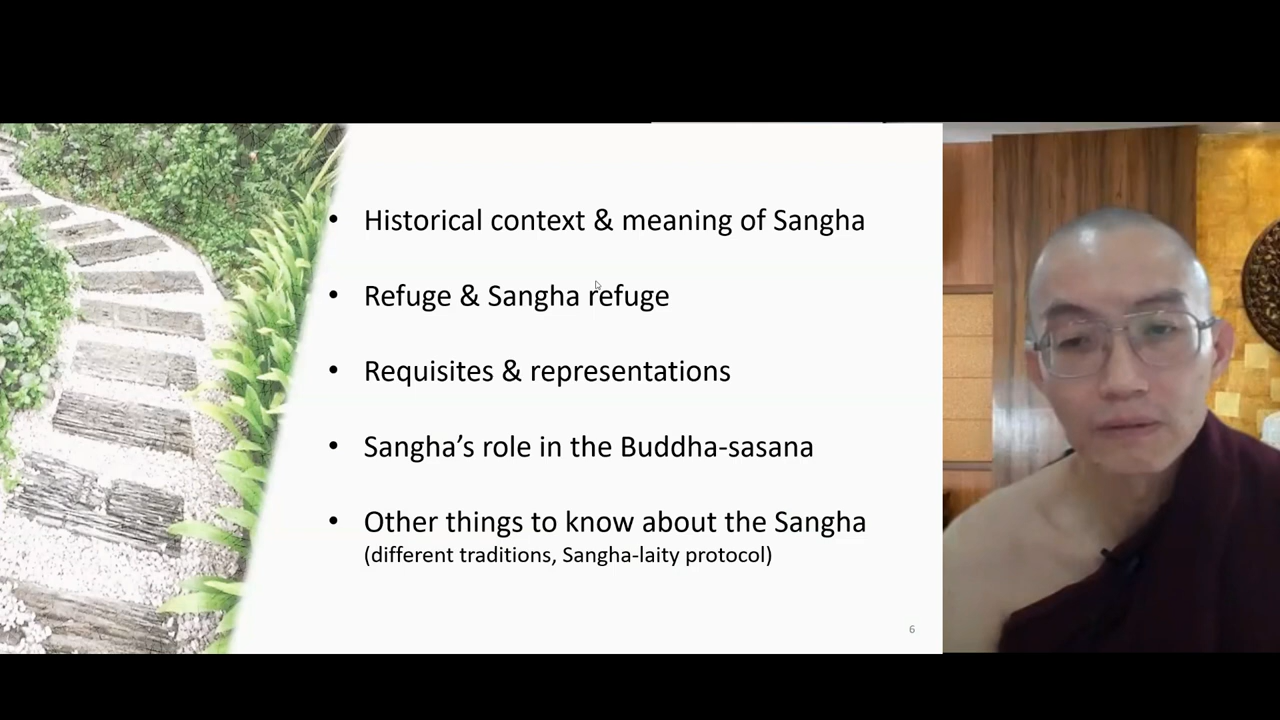 • Historical context & meaning of Sangha
• Refuge & Sangha refuge
• Requisites & representations
• Sangha’s role in the Buddha-sasana
• Other things to know about the Sangha
(different traditions, Sangha-laity protocol)
6